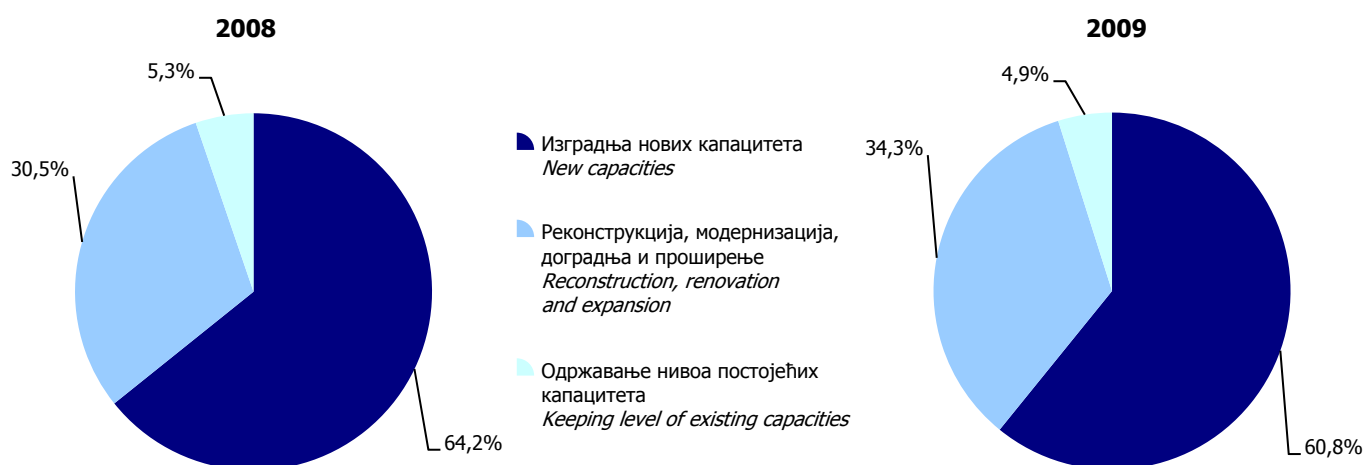 2008
5,3%
30,5%
64,2%
Изградња нових капацитета
New capacities
Реконструкција, модернизација,
доградња и проширење
Reconstruction, renovation
and expansion
Одржавање нивоа постојећих
капацитета
Keeping level of existing capacities
2009
4,9%
34,3%
60,8%